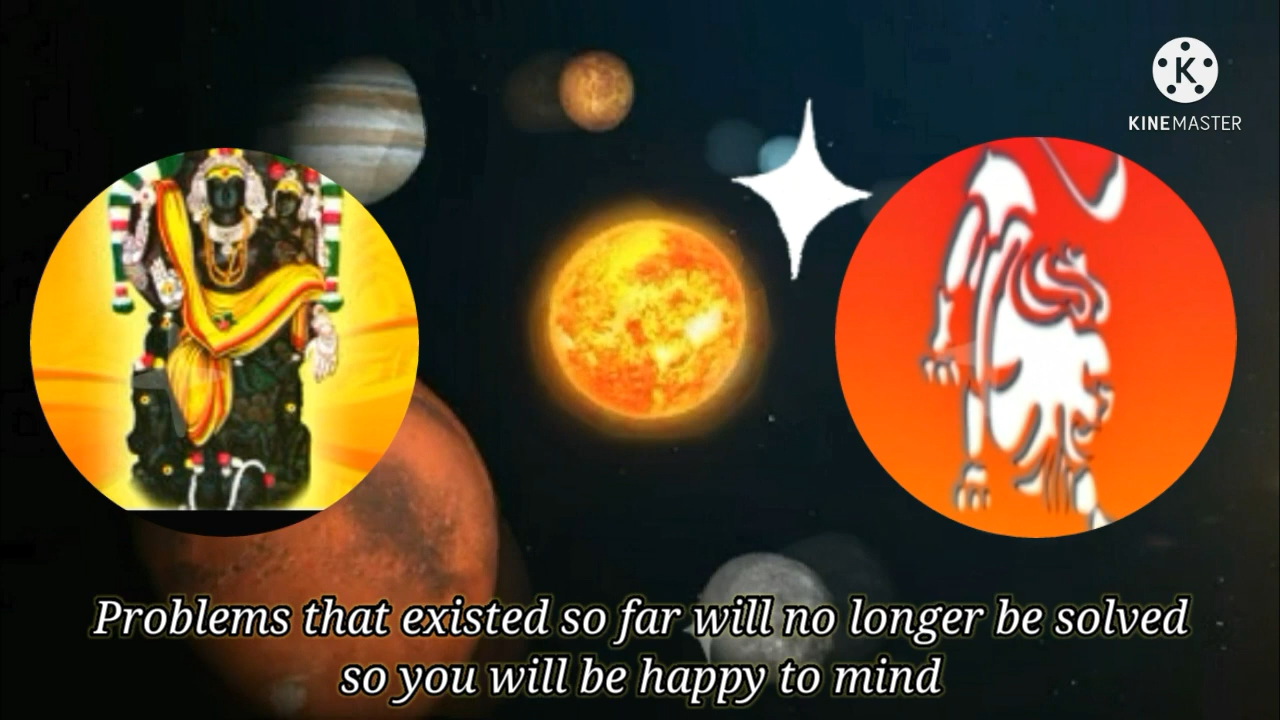 KINEMASTER
Problems that existed so far will no longer be solved
so you will be happy to mind